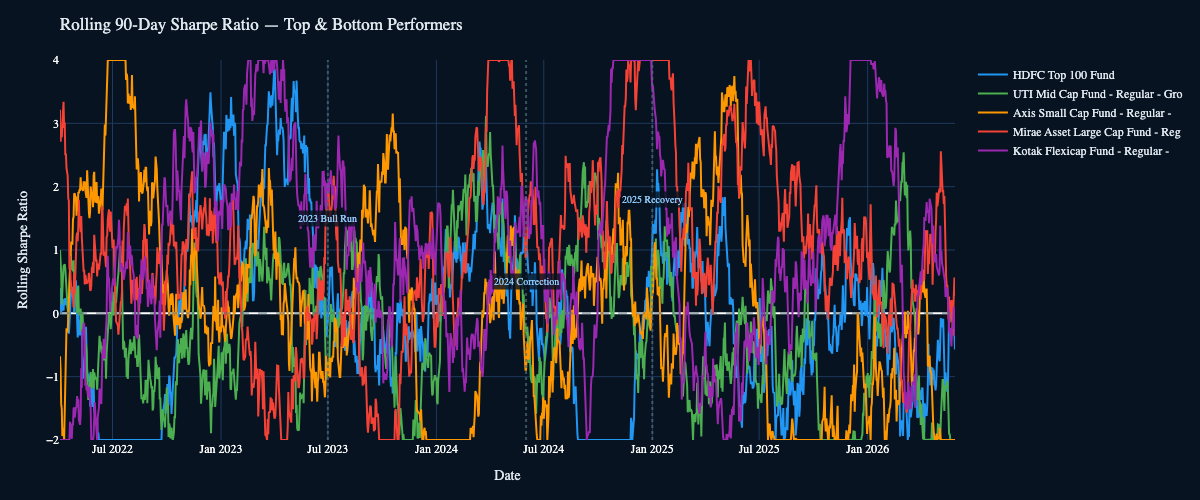 Rolling 90-Day Sharpe Ratio — Top & Bottom Performers
HDFC Top 100 Fund
UTI Mid Cap Fund - Regular - Gro
Axis Small Cap Fund - Regular -
Mirae Asset Large Cap Fund - Reg
Kotak Flexicap Fund - Regular -
Rolling Sharpe Ratio
4
3
2
1
0
−1
−2
2023 Bull Run
2024 Correction
2025 Recovery
Jul 2022
Jan 2023
Jul 2023
Jan 2024
Jul 2024
Jan 2025
Jul 2025
Jan 2026
Date